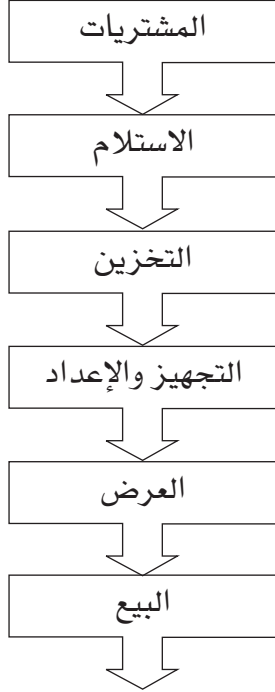 المشتريات
الاستلام
التخزين
التجهيز والإعداد
العرض
البيع